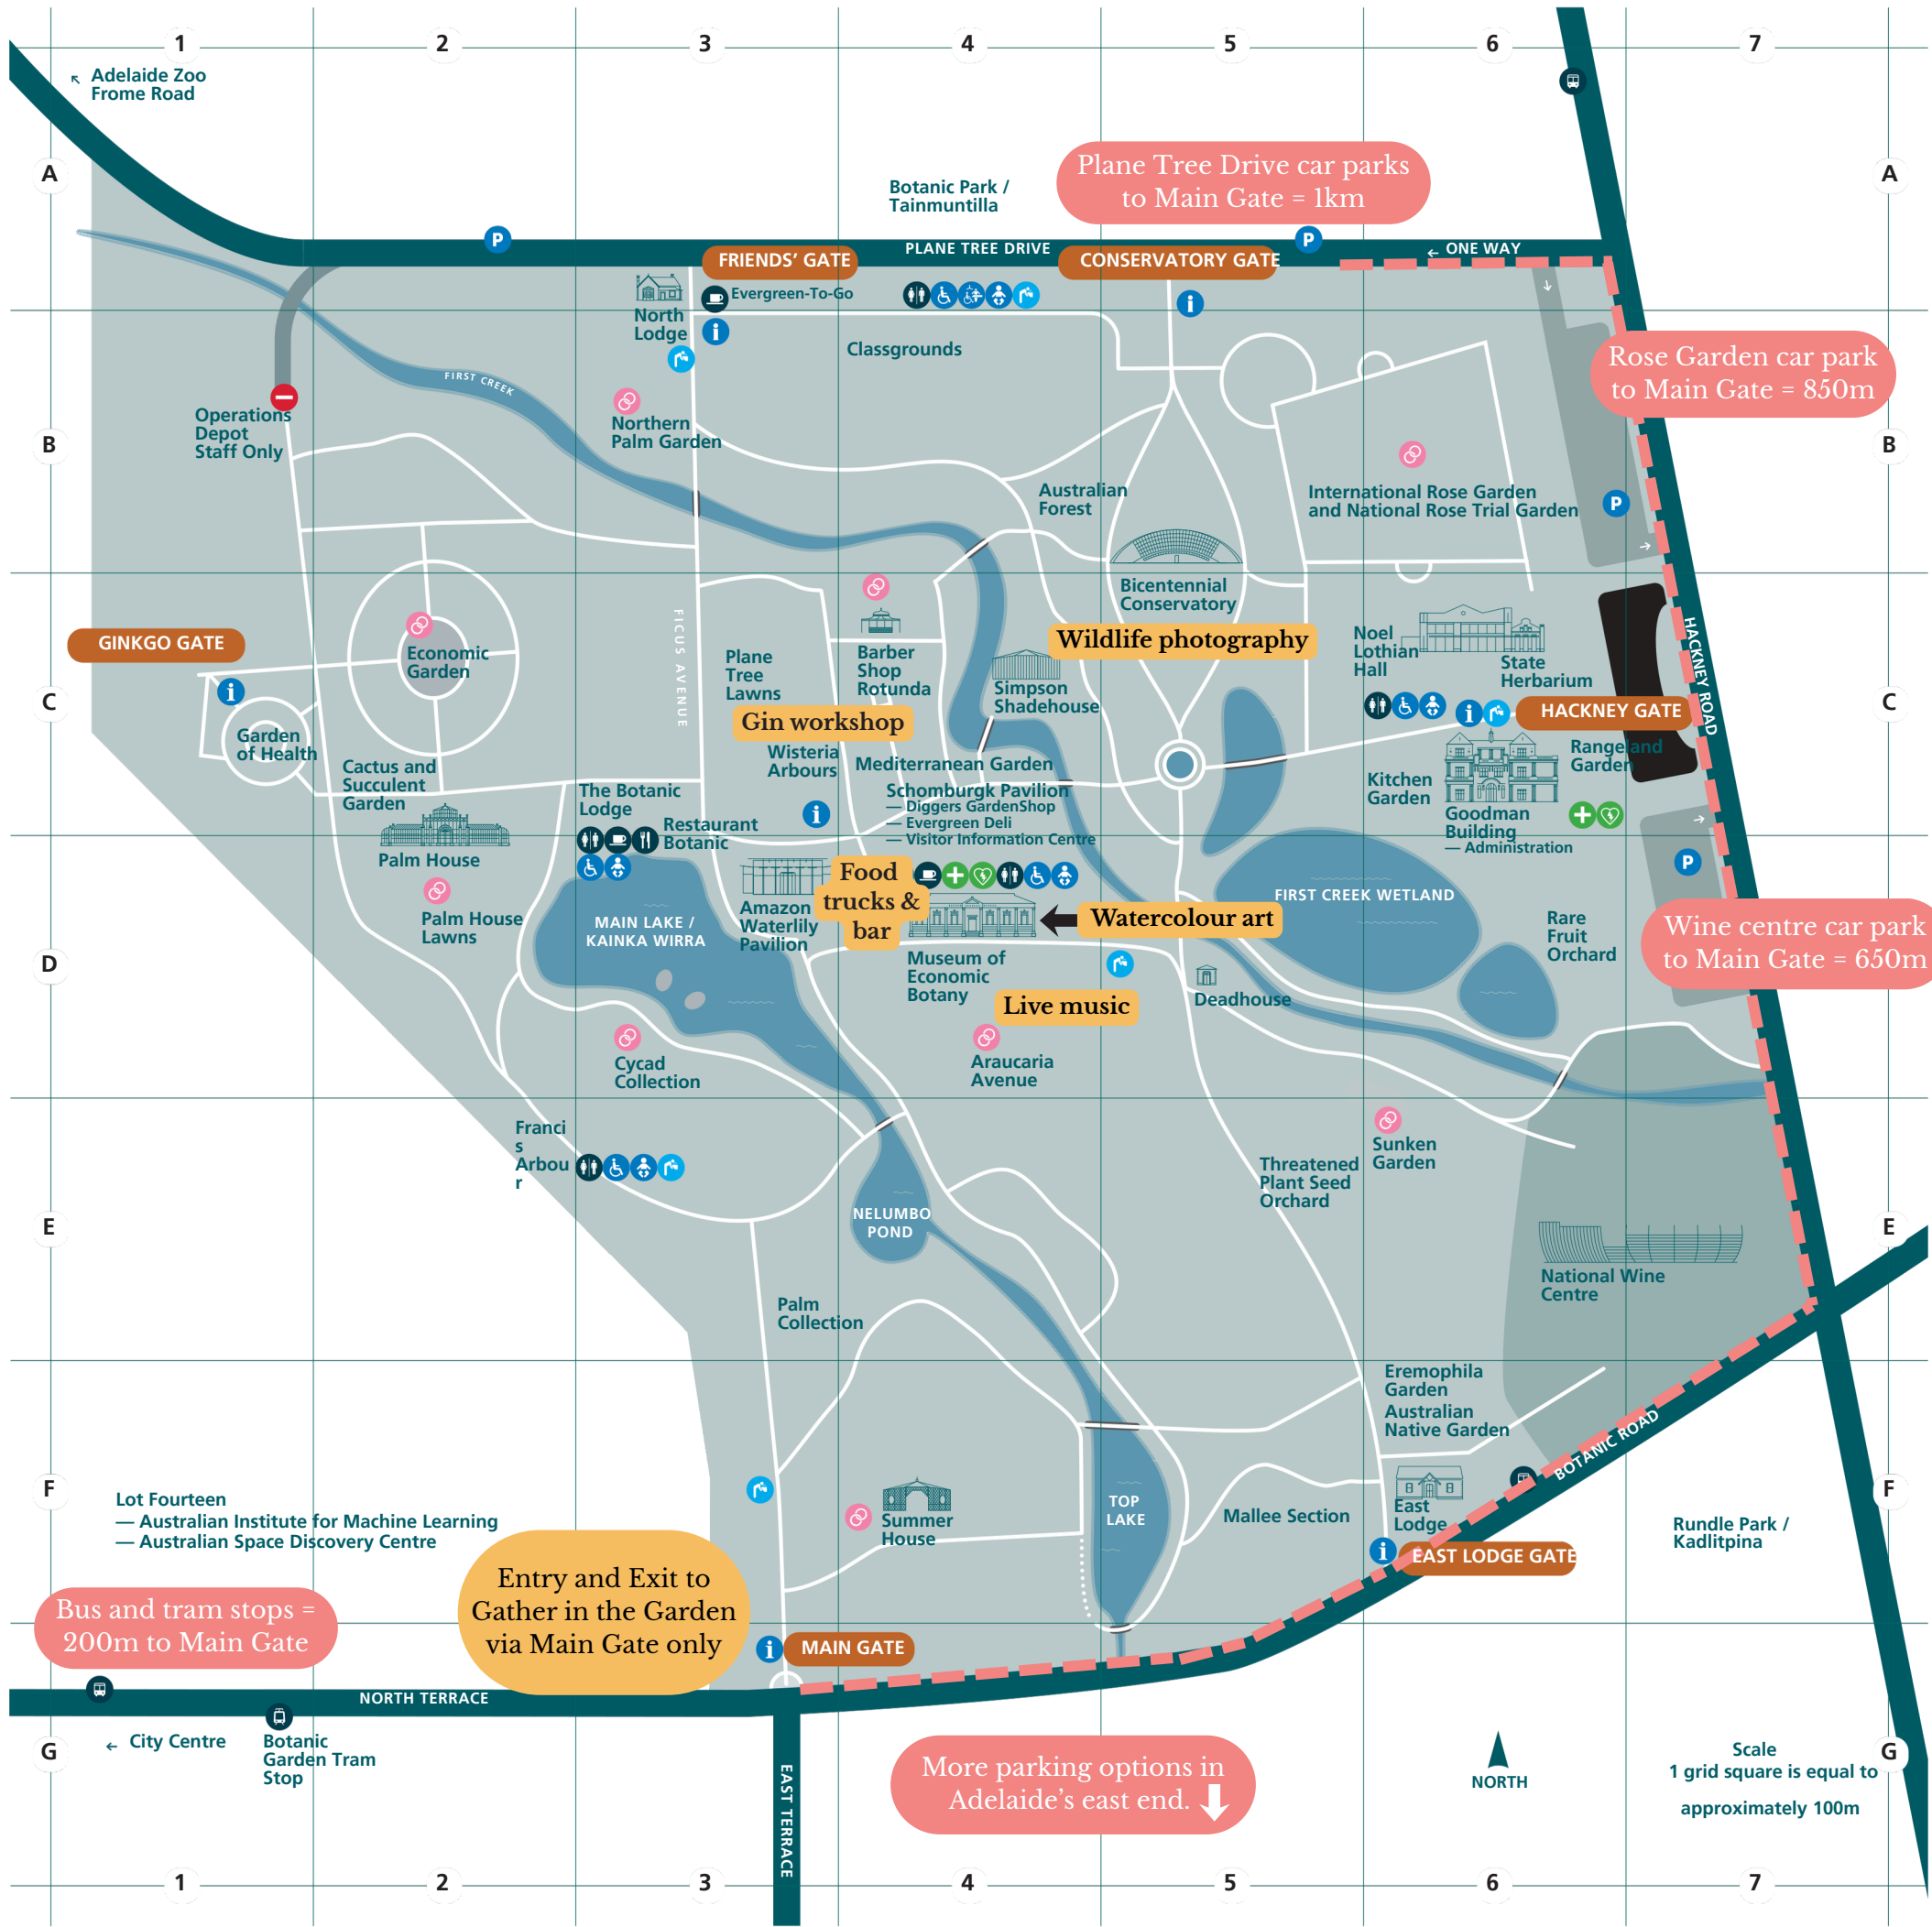 1 2 3 4 5 6 7
↖ Adelaide Zoo
Frome Road
A
A
Plane Tree Drive car parks
to Main Gate = 1km
Botanic Park /
Tainmuntilla
P
P
PLANE TREE DRIVE
← ONE WAY
FRIENDS' GATE
CONSERVATORY GATE
Evergreen-To-Go
North
Lodge
Classgrounds
Rose Garden car park
to Main Gate = 850m
FIRST CREEK
Operations
Depot
Staff Only
Northern
Palm Garden
B
B
Australian
Forest
International Rose Garden
and National Rose Trial Garden
P
Bicentennial
Conservatory
GINKGO GATE
Economic
Garden
FICUS AVENUE
Plane
Tree
Lawns
Barber
Shop
Rotunda
Simpson
Shadehouse
Wildlife photography
Noel
Lothian
Hall
State
Herbarium
HACKNEY ROAD
C
C
HACKNEY GATE
Garden
of Health
Gin workshop
Wisteria
Arbours
Mediterranean Garden
Rangeland
Garden
Kitchen
Garden
Cactus and
Succulent
Garden
The Botanic
Lodge
Restaurant
Botanic
Schomburgk Pavilion
— Diggers GardenShop
— Evergreen Deli
— Visitor Information Centre
Goodman
Building
— Administration
P
Palm House
Palm House
Lawns
MAIN LAKE /
KAINKA WIRRA
Amazon
Waterlily
Pavilion
Food
trucks &
bar
Watercolour art
FIRST CREEK WETLAND
Rare
Fruit
Orchard
Wine centre car park
to Main Gate = 650m
D
Museum of
Economic
Botany
Live music
Deadhouse
Cycad
Collection
Araucaria
Avenue
Franci
s
Arbou
r
Threatened
Plant Seed
Orchard
Sunken
Garden
E
E
NELUMBO
POND
National Wine
Centre
Palm
Collection
Eremophila
Garden
Australian
Native Garden
BOTANIC ROAD
F
F
Lot Fourteen
— Australian Institute for Machine Learning
— Australian Space Discovery Centre
Summer
House
TOP
LAKE
Mallee Section
East
Lodge
EAST LODGE GATE
Rundle Park /
Kadlitpina
Entry and Exit to
Gather in the Garden
via Main Gate only
Bus and tram stops =
200m to Main Gate
MAIN GATE
NORTH TERRACE
← City Centre
Botanic
Garden Tram
Stop
G
G
EAST TERRACE
More parking options in
Adelaide's east end.
NORTH
Scale
1 grid square is equal to
approximately 100m
1 2 3 4 5 6 7